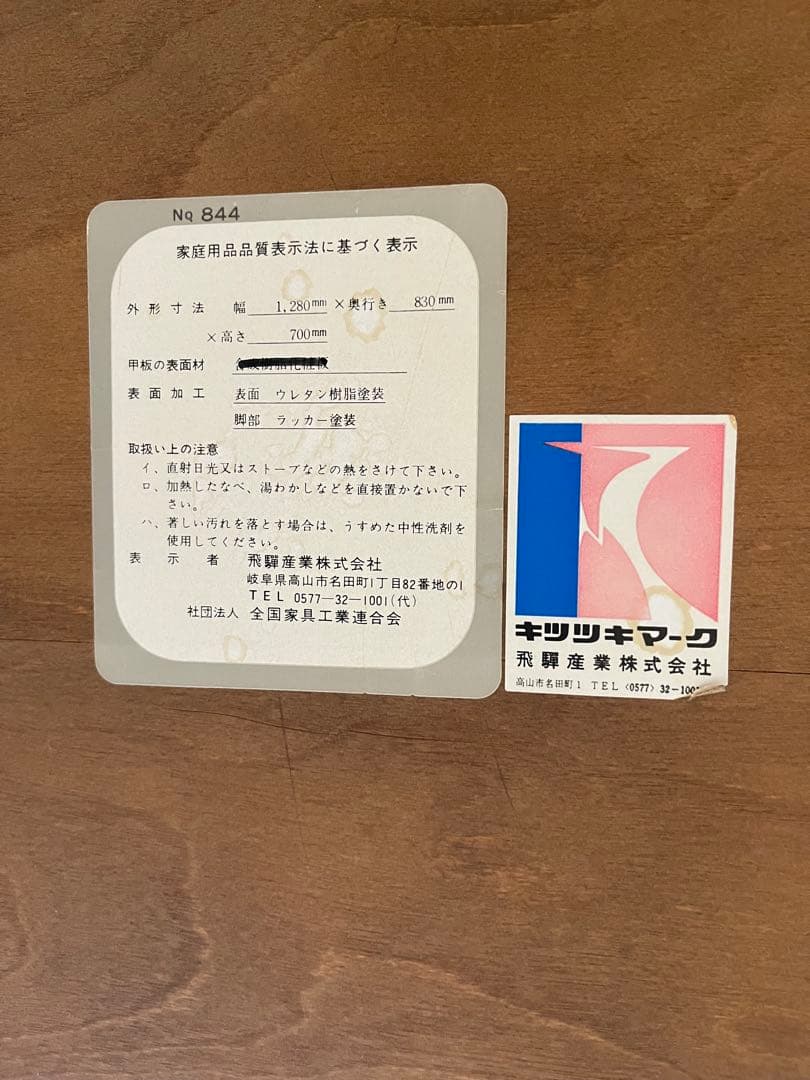 No 844
家庭用品品質表示法に基づく表示
外形寸法 幅 1,280mm ×奥行き 830mm
×高さ 700mm
甲板の表面材
表面加工 表面 ウレタン樹脂塗装
脚部 ラッカー塗装
取扱い上の注意
イ、直射日光又はストーブなどの熱をさけて下さい。
ロ、加熱したなべ、湯わかしなどを直接置かないで下
さい。
ハ、著しい汚れを落とす場合は、うすめた中性洗剤を
使用してください。
表示者 飛驒産業株式会社
岐阜県高山市名田町1丁目82番地の1
TEL 0577-32-1001(代)
社団法人 全国家具工業連合会
キツツキマーク
飛驒産業株式会社
高山市名田町1 TEL〈0577〉32-1001